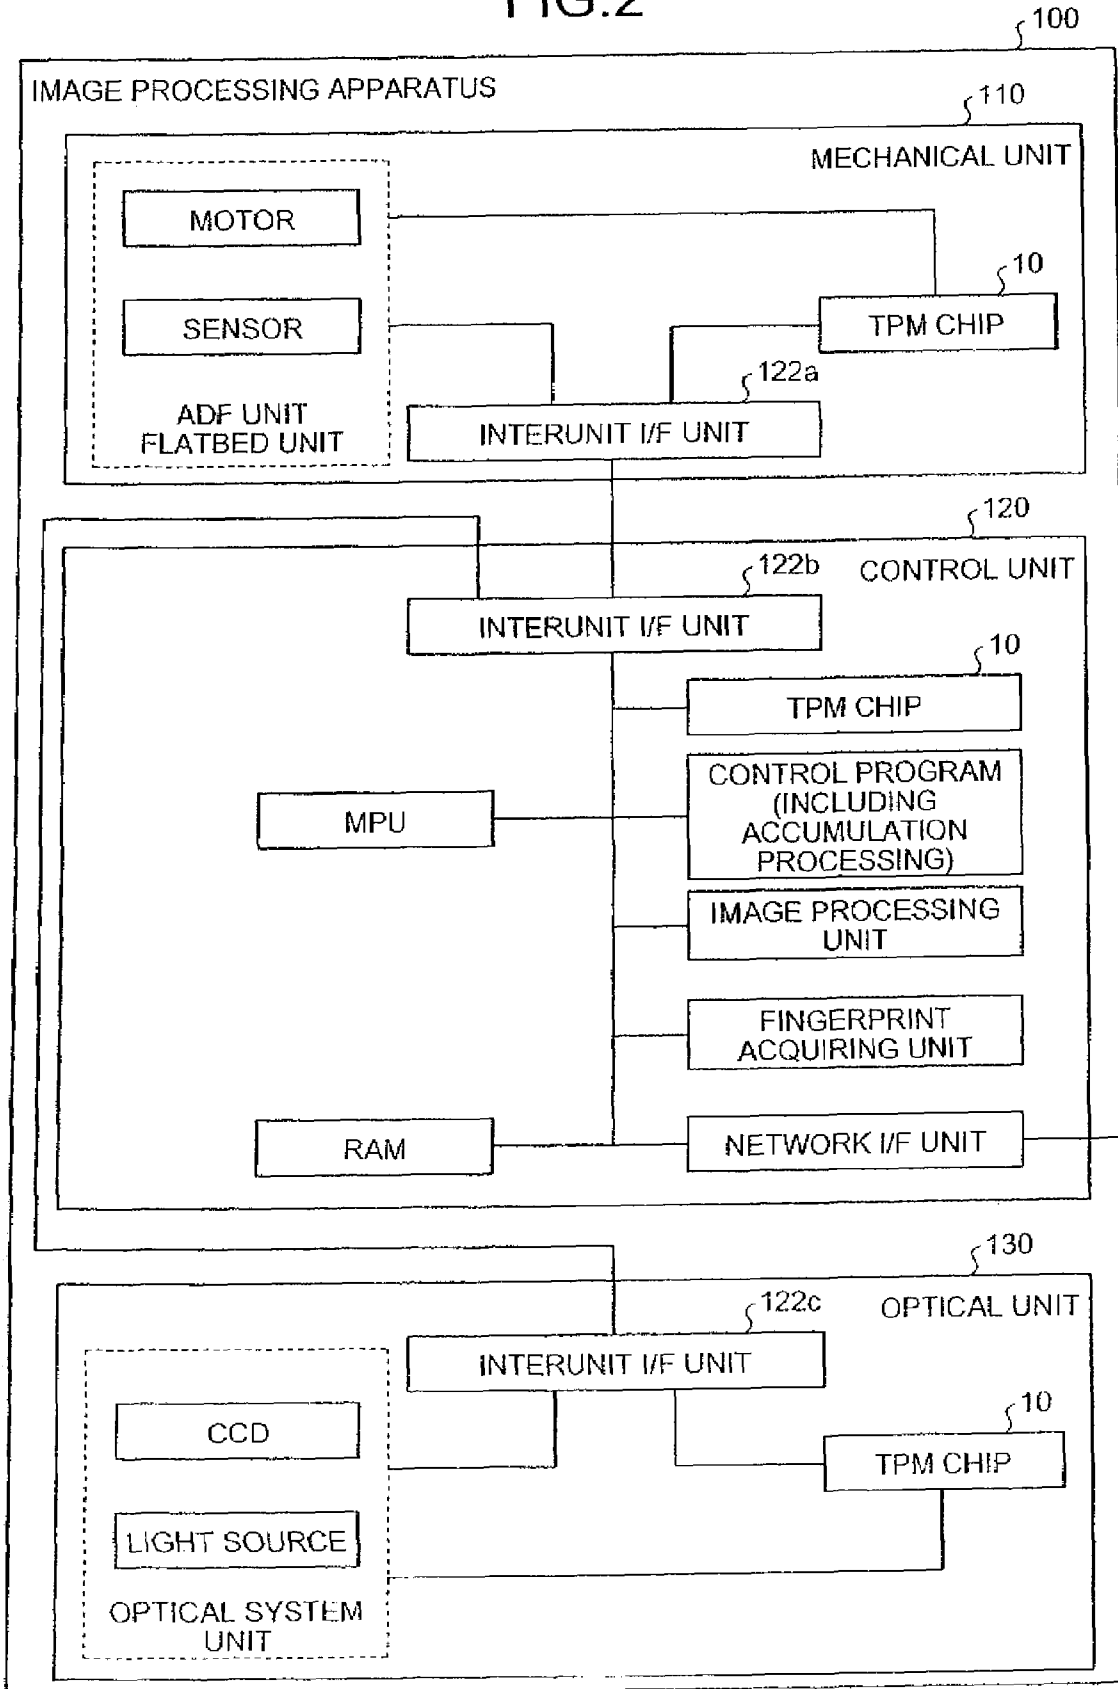 FIG.2
100
IMAGE PROCESSING APPARATUS
110
MECHANICAL UNIT
MOTOR
10
SENSOR
TPM CHIP
122a
ADF UNIT
FLATBED UNIT
INTERUNIT I/F UNIT
120
122b
CONTROL UNIT
INTERUNIT I/F UNIT
10
TPM CHIP
MPU
CONTROL PROGRAM
(INCLUDING
ACCUMULATION
PROCESSING)
IMAGE PROCESSING
UNIT
FINGERPRINT
ACQUIRING UNIT
RAM
NETWORK I/F UNIT
130
122c
OPTICAL UNIT
INTERUNIT I/F UNIT
10
CCD
TPM CHIP
LIGHT SOURCE
OPTICAL SYSTEM
UNIT